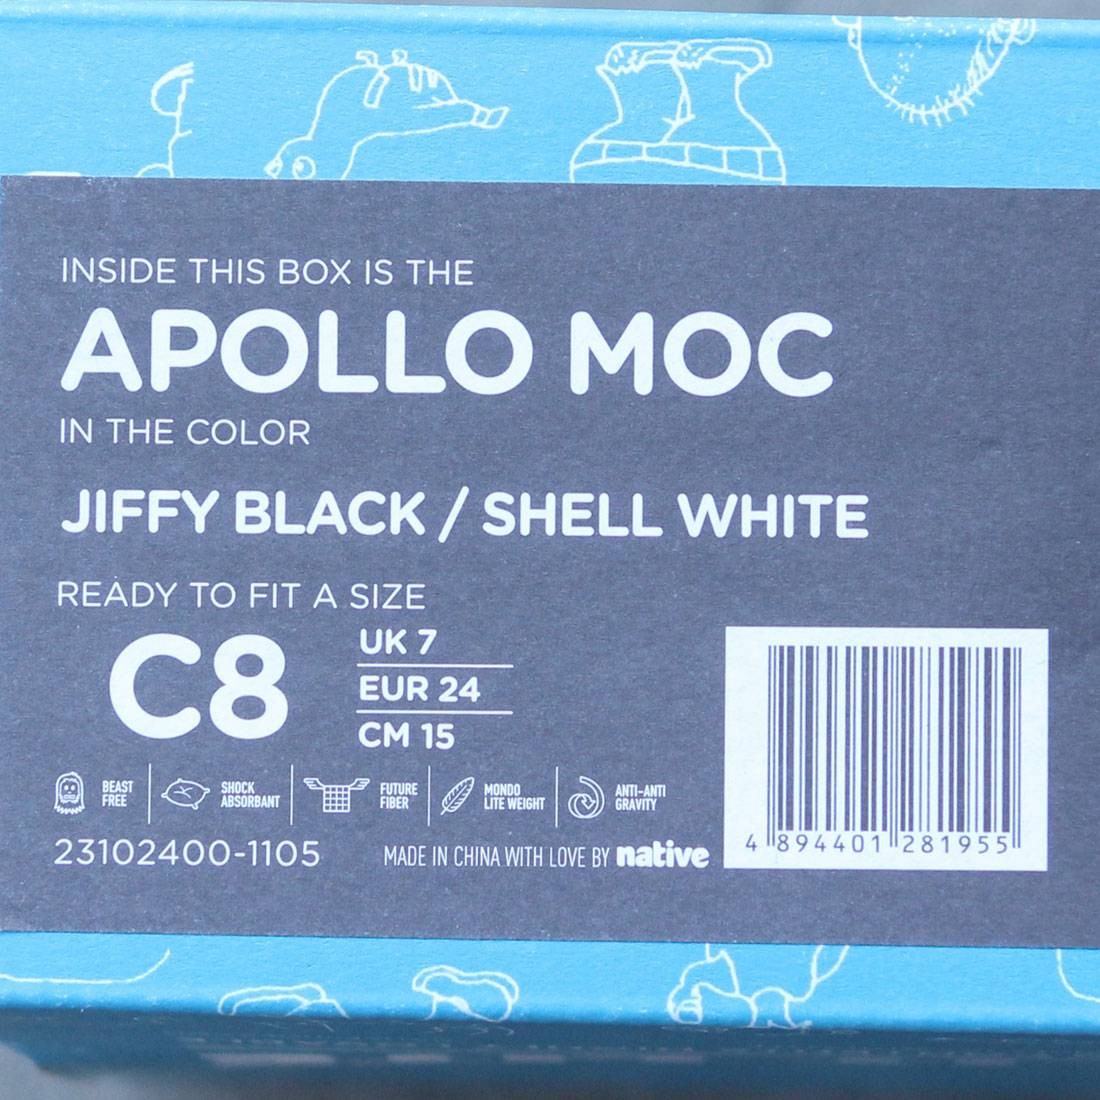 INSIDE THIS BOX IS THE
APOLLO MOC
IN THE COLOR
JIFFY BLACK / SHELL WHITE
READY TO FIT A SIZE
C8
UK 7
EUR 24
CM 15
BEAST FREE
SHOCK ABSORBANT
FUTURE FIBER
MONDO LITE WEIGHT
ANTI-ANTI GRAVITY
23102400-1105
MADE IN CHINA WITH LOVE BY native
4 894401 281955